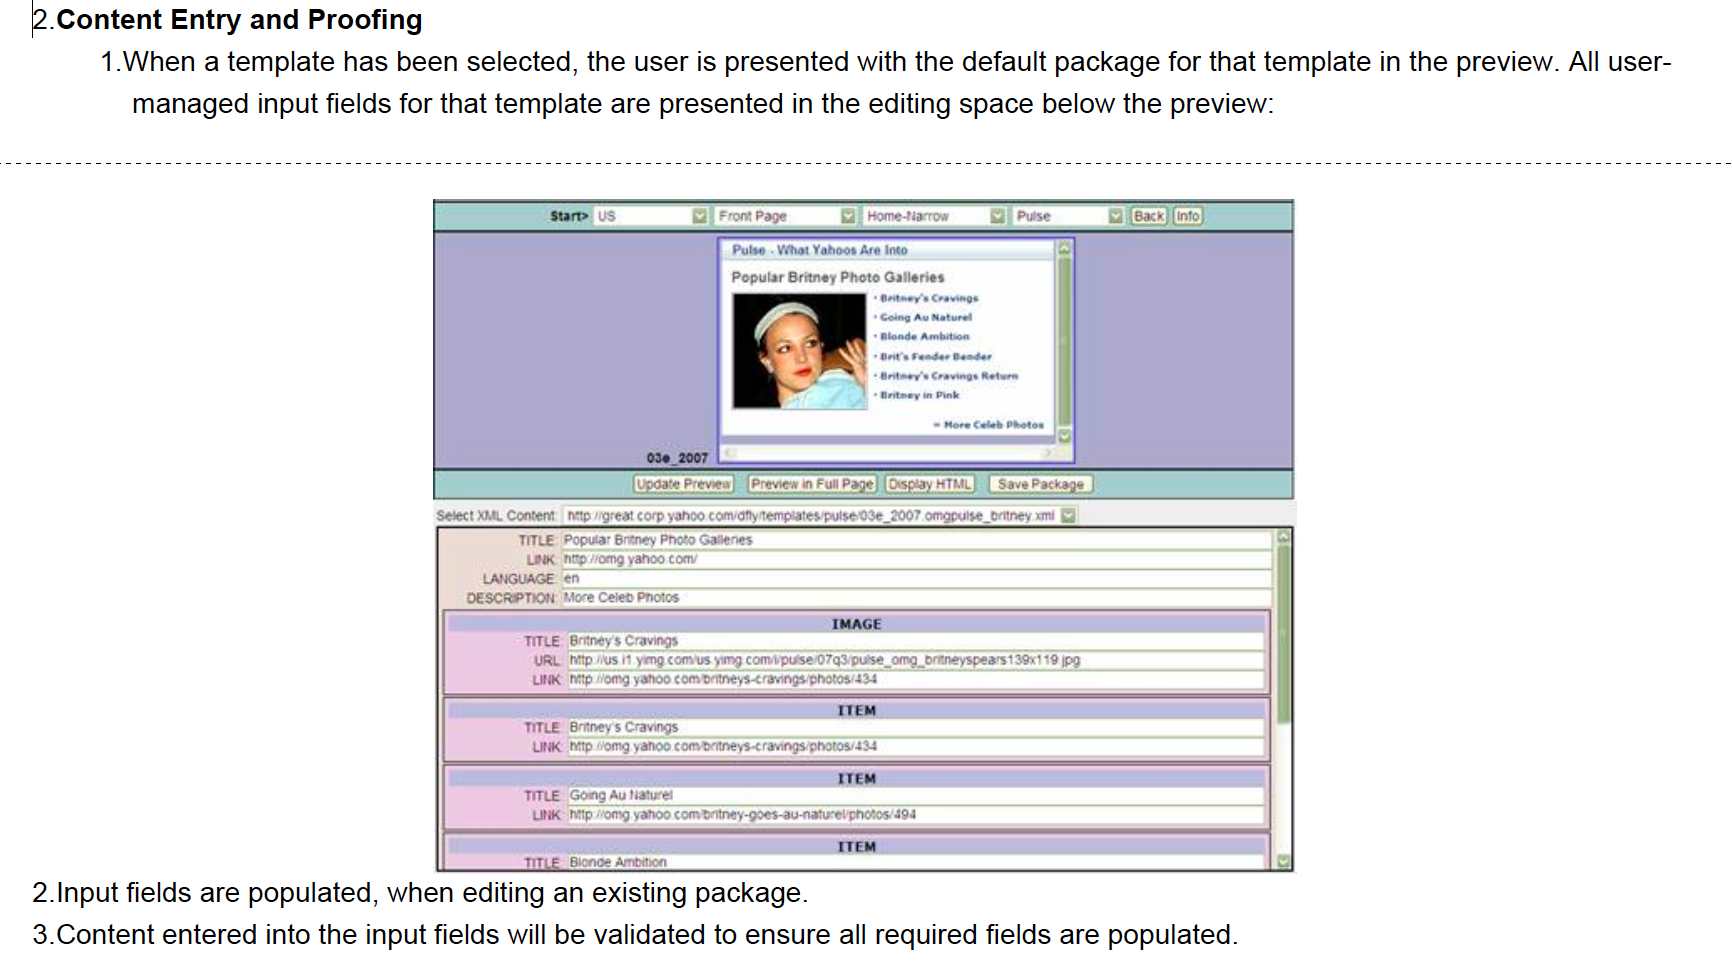 2.Content Entry and Proofing
1.When a template has been selected, the user is presented with the default package for that template in the preview. All user-
managed input fields for that template are presented in the editing space below the preview:
Start> US Front Page Home-Narrow Pulse Back Info
Pulse - What Yahoos Are Into
Popular Britney Photo Galleries
· Britney's Cravings
· Going Au Naturel
· Blonde Ambition
· Brit's Fender Bender
· Britney's Cravings Return
· Britney in Pink
» More Celeb Photos
03e_2007
Update Preview Preview in Full Page Display HTML Save Package
Select XML Content: http://great.corp.yahoo.com/dfly/templates/pulse/03e_2007.omgpulse_britney.xml
TITLE: Popular Britney Photo Galleries
LINK: http://omg.yahoo.com/
LANGUAGE: en
DESCRIPTION: More Celeb Photos
IMAGE
TITLE: Britney's Cravings
URL: http://us.i1.yimg.com/us.yimg.com/i/pulse/07q3/pulse_omg_britneyspears139x119.jpg
LINK: http://omg.yahoo.com/britneys-cravings/photos/434
ITEM
TITLE: Britney's Cravings
LINK: http://omg.yahoo.com/britneys-cravings/photos/434
ITEM
TITLE: Going Au Naturel
LINK: http://omg.yahoo.com/britney-goes-au-naturel/photos/494
ITEM
TITLE: Blonde Ambition
2.Input fields are populated, when editing an existing package.
3.Content entered into the input fields will be validated to ensure all required fields are populated.